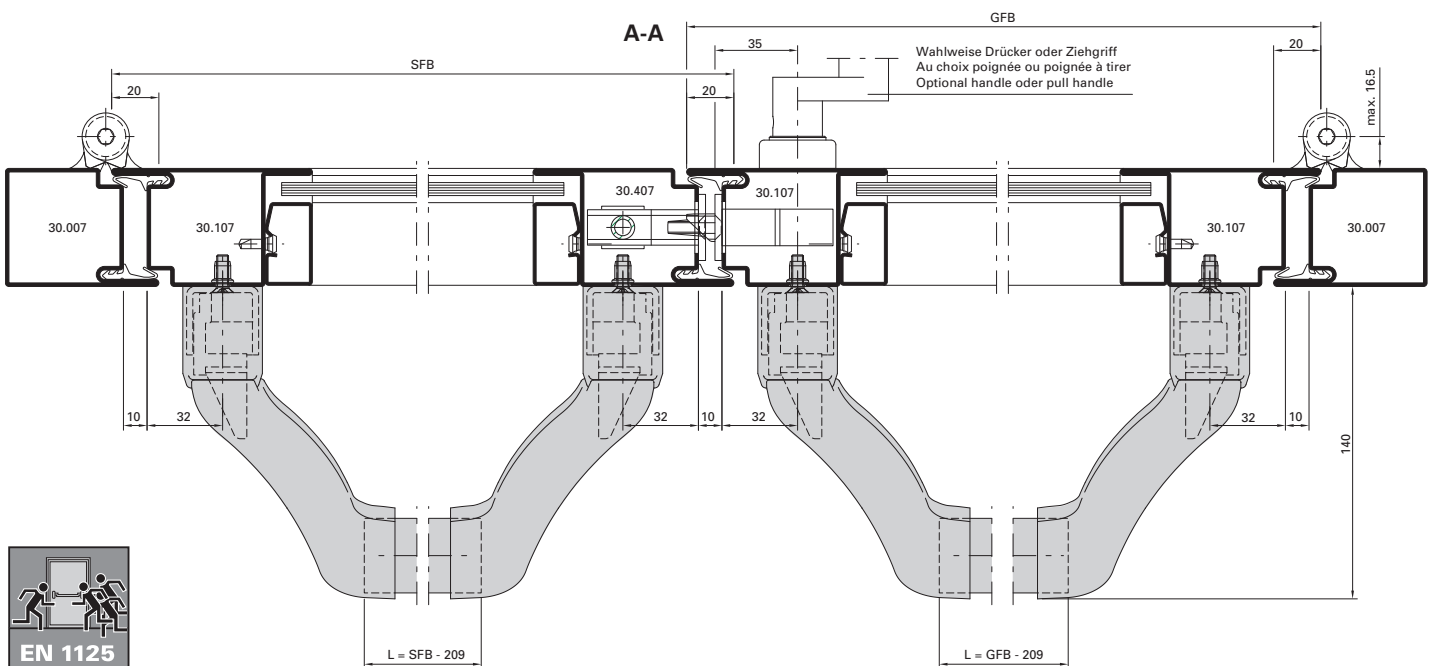 A-A
GFB
35
20
Wahlweise Drücker oder Ziehgriff
Au choix poignée ou poignée à tirer
Optional handle oder pull handle
SFB
20
20
max. 16.5
30.007
30.107
30.407
30.107
30.107
30.007
10
32
32
10
32
32
10
140
EN 1125
L = SFB - 209
L = GFB - 209